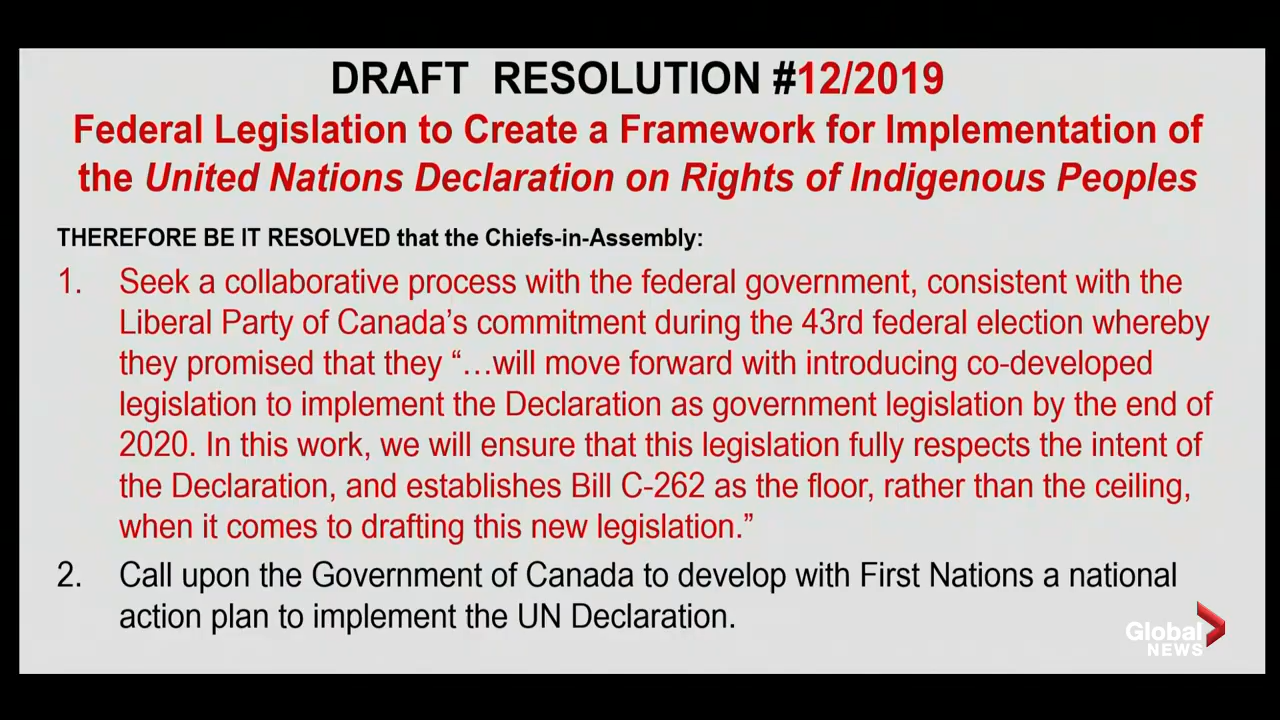 DRAFT RESOLUTION #12/2019
Federal Legislation to Create a Framework for Implementation of
the United Nations Declaration on Rights of Indigenous Peoples
THEREFORE BE IT RESOLVED that the Chiefs-in-Assembly:
1. Seek a collaborative process with the federal government, consistent with the
Liberal Party of Canada’s commitment during the 43rd federal election whereby
they promised that they “…will move forward with introducing co-developed
legislation to implement the Declaration as government legislation by the end of
2020. In this work, we will ensure that this legislation fully respects the intent of
the Declaration, and establishes Bill C-262 as the floor, rather than the ceiling,
when it comes to drafting this new legislation.”
2. Call upon the Government of Canada to develop with First Nations a national
action plan to implement the UN Declaration.
Global
NEWS